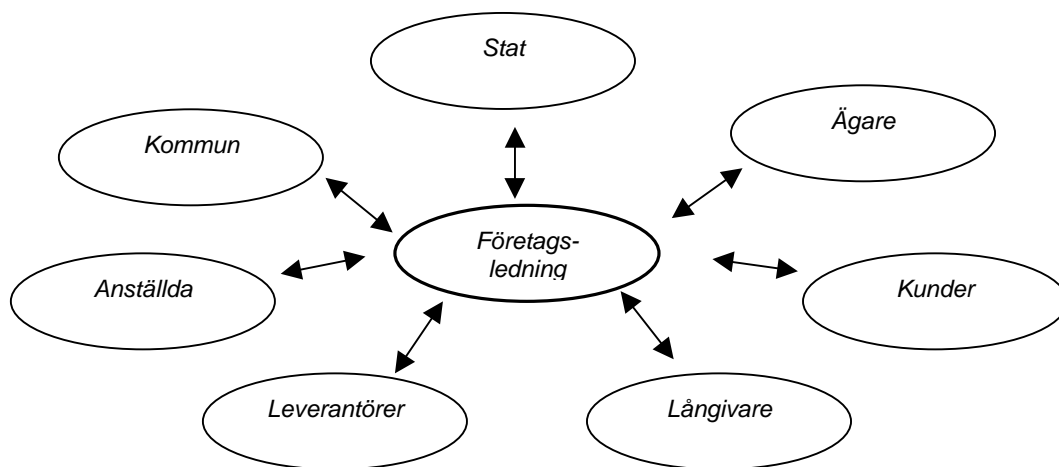 Stat
Ägare
Kommun
Företags-
ledning
Anställda
Kunder
Leverantörer
Långivare